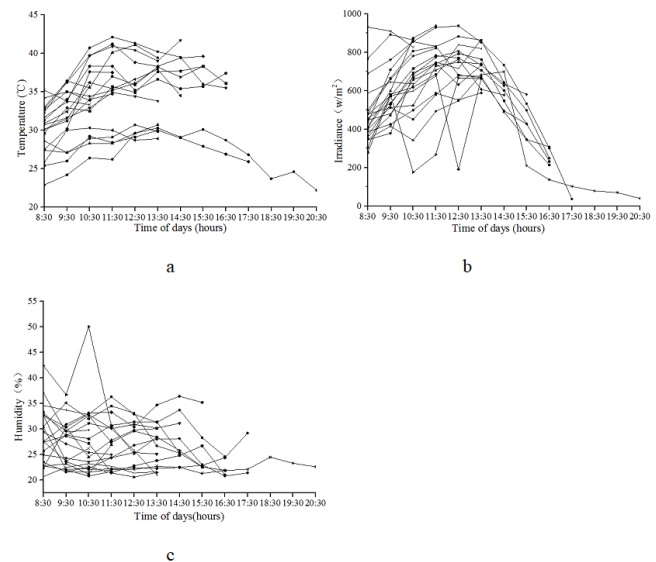 45
40
35
30
25
20
Temperature (℃)
8:30 9:30 10:30 11:30 12:30 13:30 14:30 15:30 16:30 17:30 18:30 19:30 20:30
Time of days (hours)
a
1000
800
600
400
200
0
Irradiance（w/m²）
8:30 9:30 10:30 11:30 12:30 13:30 14:30 15:30 16:30 17:30 18:30 19:30 20:30
Time of days (hours)
b
55
50
45
40
35
30
25
20
Humidity（%）
8:30 9:30 10:30 11:30 12:30 13:30 14:30 15:30 16:30 17:30 18:30 19:30 20:30
Time of days(hours)
c